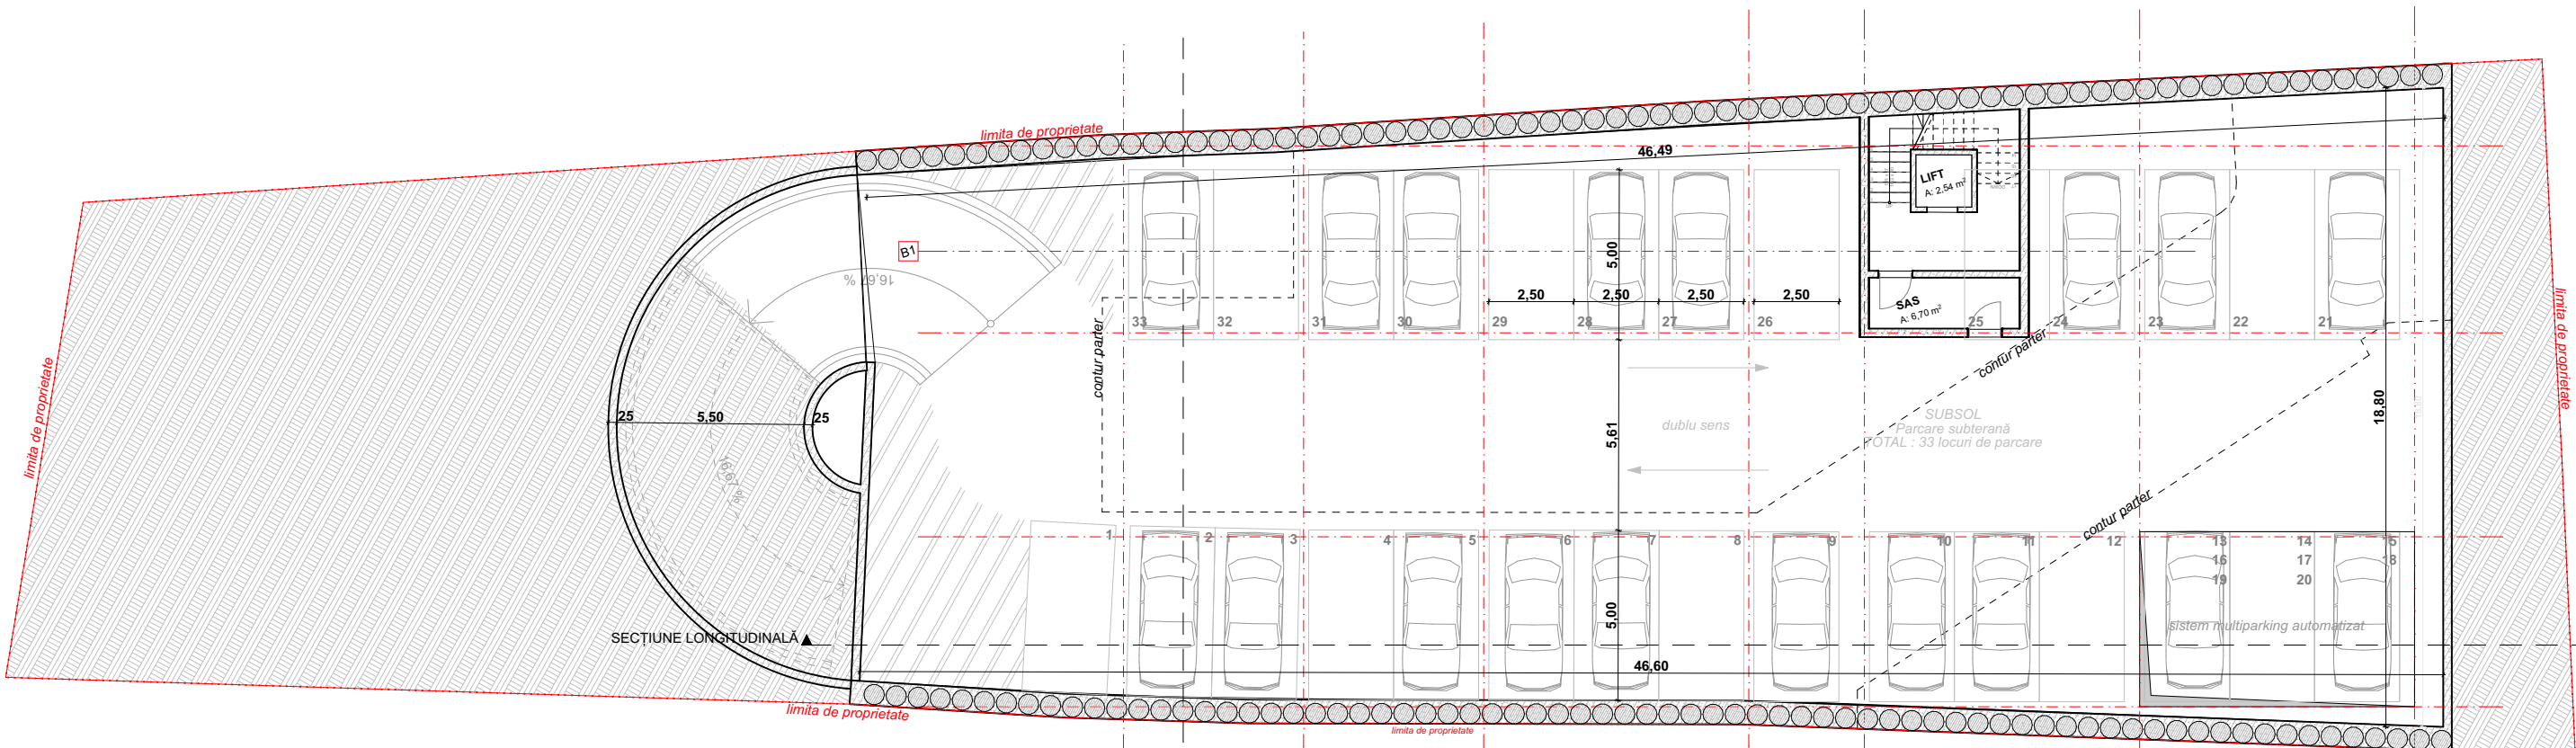 limita de proprietate
46,49
LIFT
A: 2,54 m²
B1
16,67 %
5,00
2,50
2,50
2,50
2,50
SAS
A: 6,70 m²
33
32
31
30
29
28
27
26
25
24
23
22
21
contur parter
contur parter
limita de proprietate
limita de proprietate
25
5,50
25
5,61
dublu sens
SUBSOL
Parcare subterană
TOTAL : 33 locuri de parcare
18,80
16,67 %
contur parter
1
2
3
4
5
6
7
8
9
10
11
12
13
14
15
16
17
18
19
20
5,00
sistem multiparking automatizat
SECȚIUNE LONGITUDINALĂ
46,60
limita de proprietate
limita de proprietate